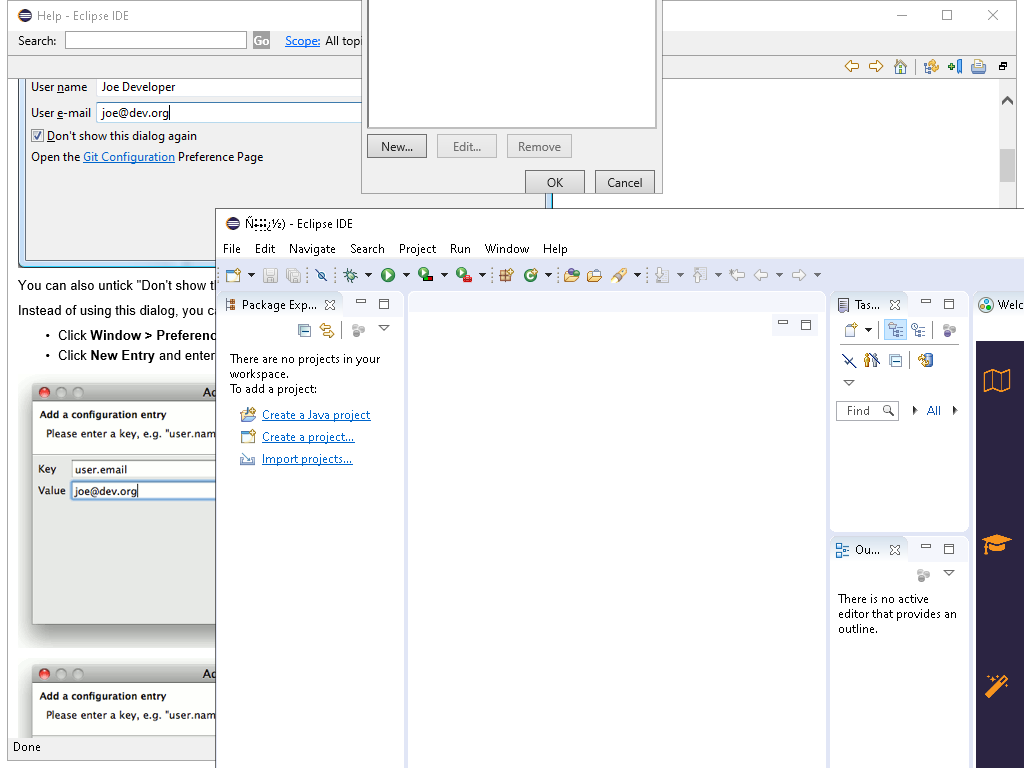 Help - Eclipse IDE
Search:
Go
Scope: All topi
User name Joe Developer
User e-mail joe@dev.org
Don't show this dialog again
Open the Git Configuration Preference Page
New...
Edit...
Remove
OK
Cancel
You can also untick "Don't show t
Instead of using this dialog, you ca
• Click Window > Preferenc
• Click New Entry and enter
Ad
Add a configuration entry
Please enter a key, e.g. "user.nam
Key user.email
Value joe@dev.org
Ad
Add a configuration entry
Please enter a key, e.g. "user.nam
Done
- Eclipse IDE
File Edit Navigate Search Project Run Window Help
Package Exp...
There are no projects in your
workspace.
To add a project:
Create a Java project
Create a project...
Import projects...
Tas...
Find
All
Ou...
There is no active
editor that provides an
outline.
Welc